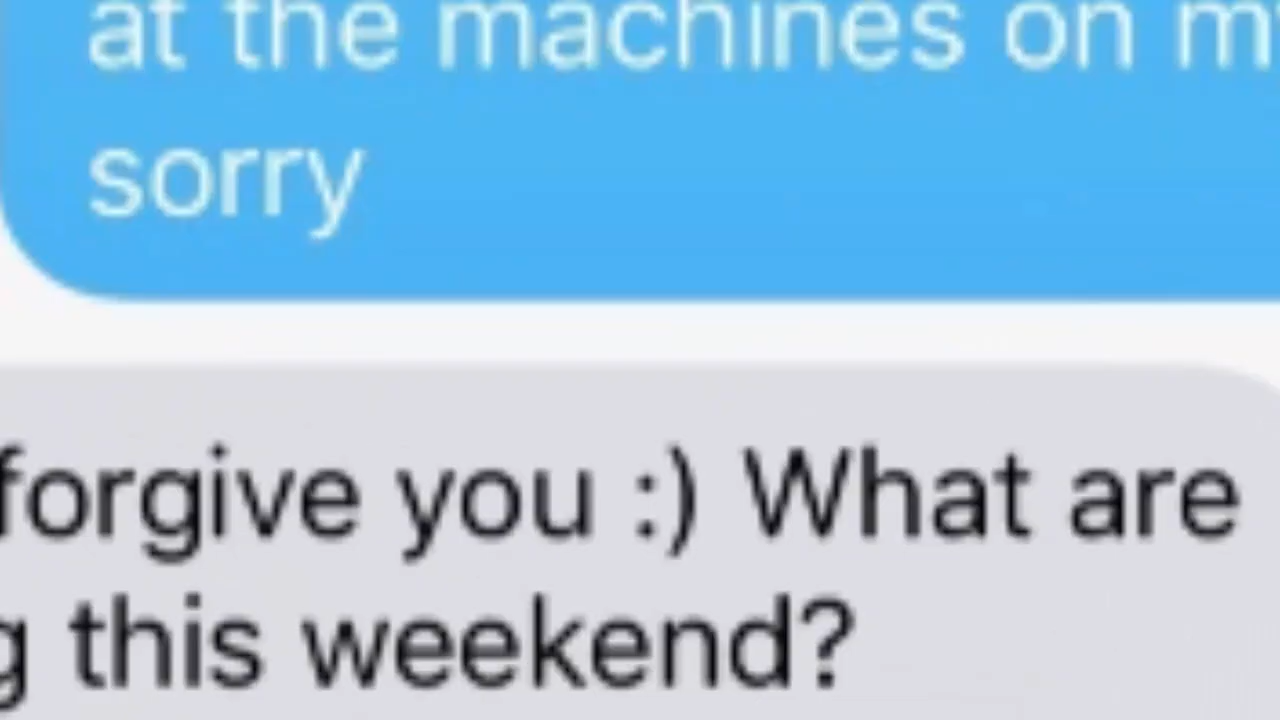 at the machines on
sorry
forgive you :) What are
this weekend?